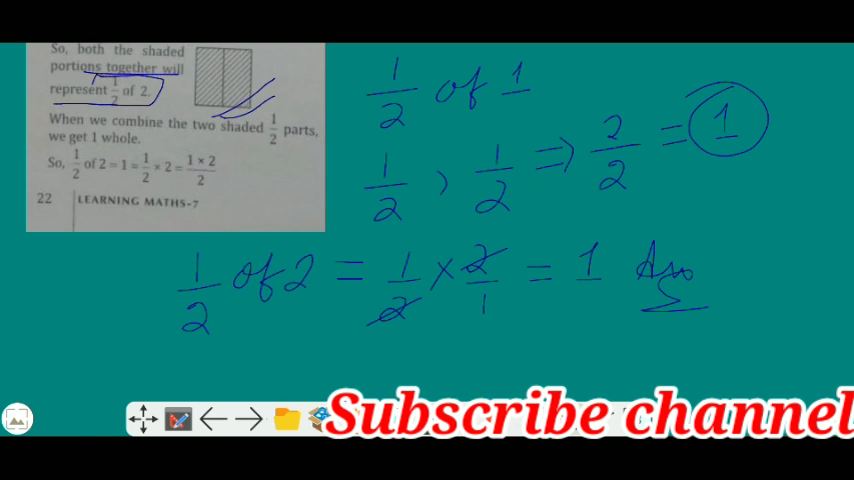 So, both the shaded
portions together will
represent 1/2 of 2.
When we combine the two shaded 1/2 parts,
we get 1 whole.
So, 1/2 of 2 = 1 = 1/2 × 2 = 1 × 2/2
22 LEARNING MATHS-7
1/2 of 1
1/2 , 1/2 ⇒ 2/2 = 1
1/2 of 2 = 1/2 × 2/1 = 1 Ans
Subscribe channel